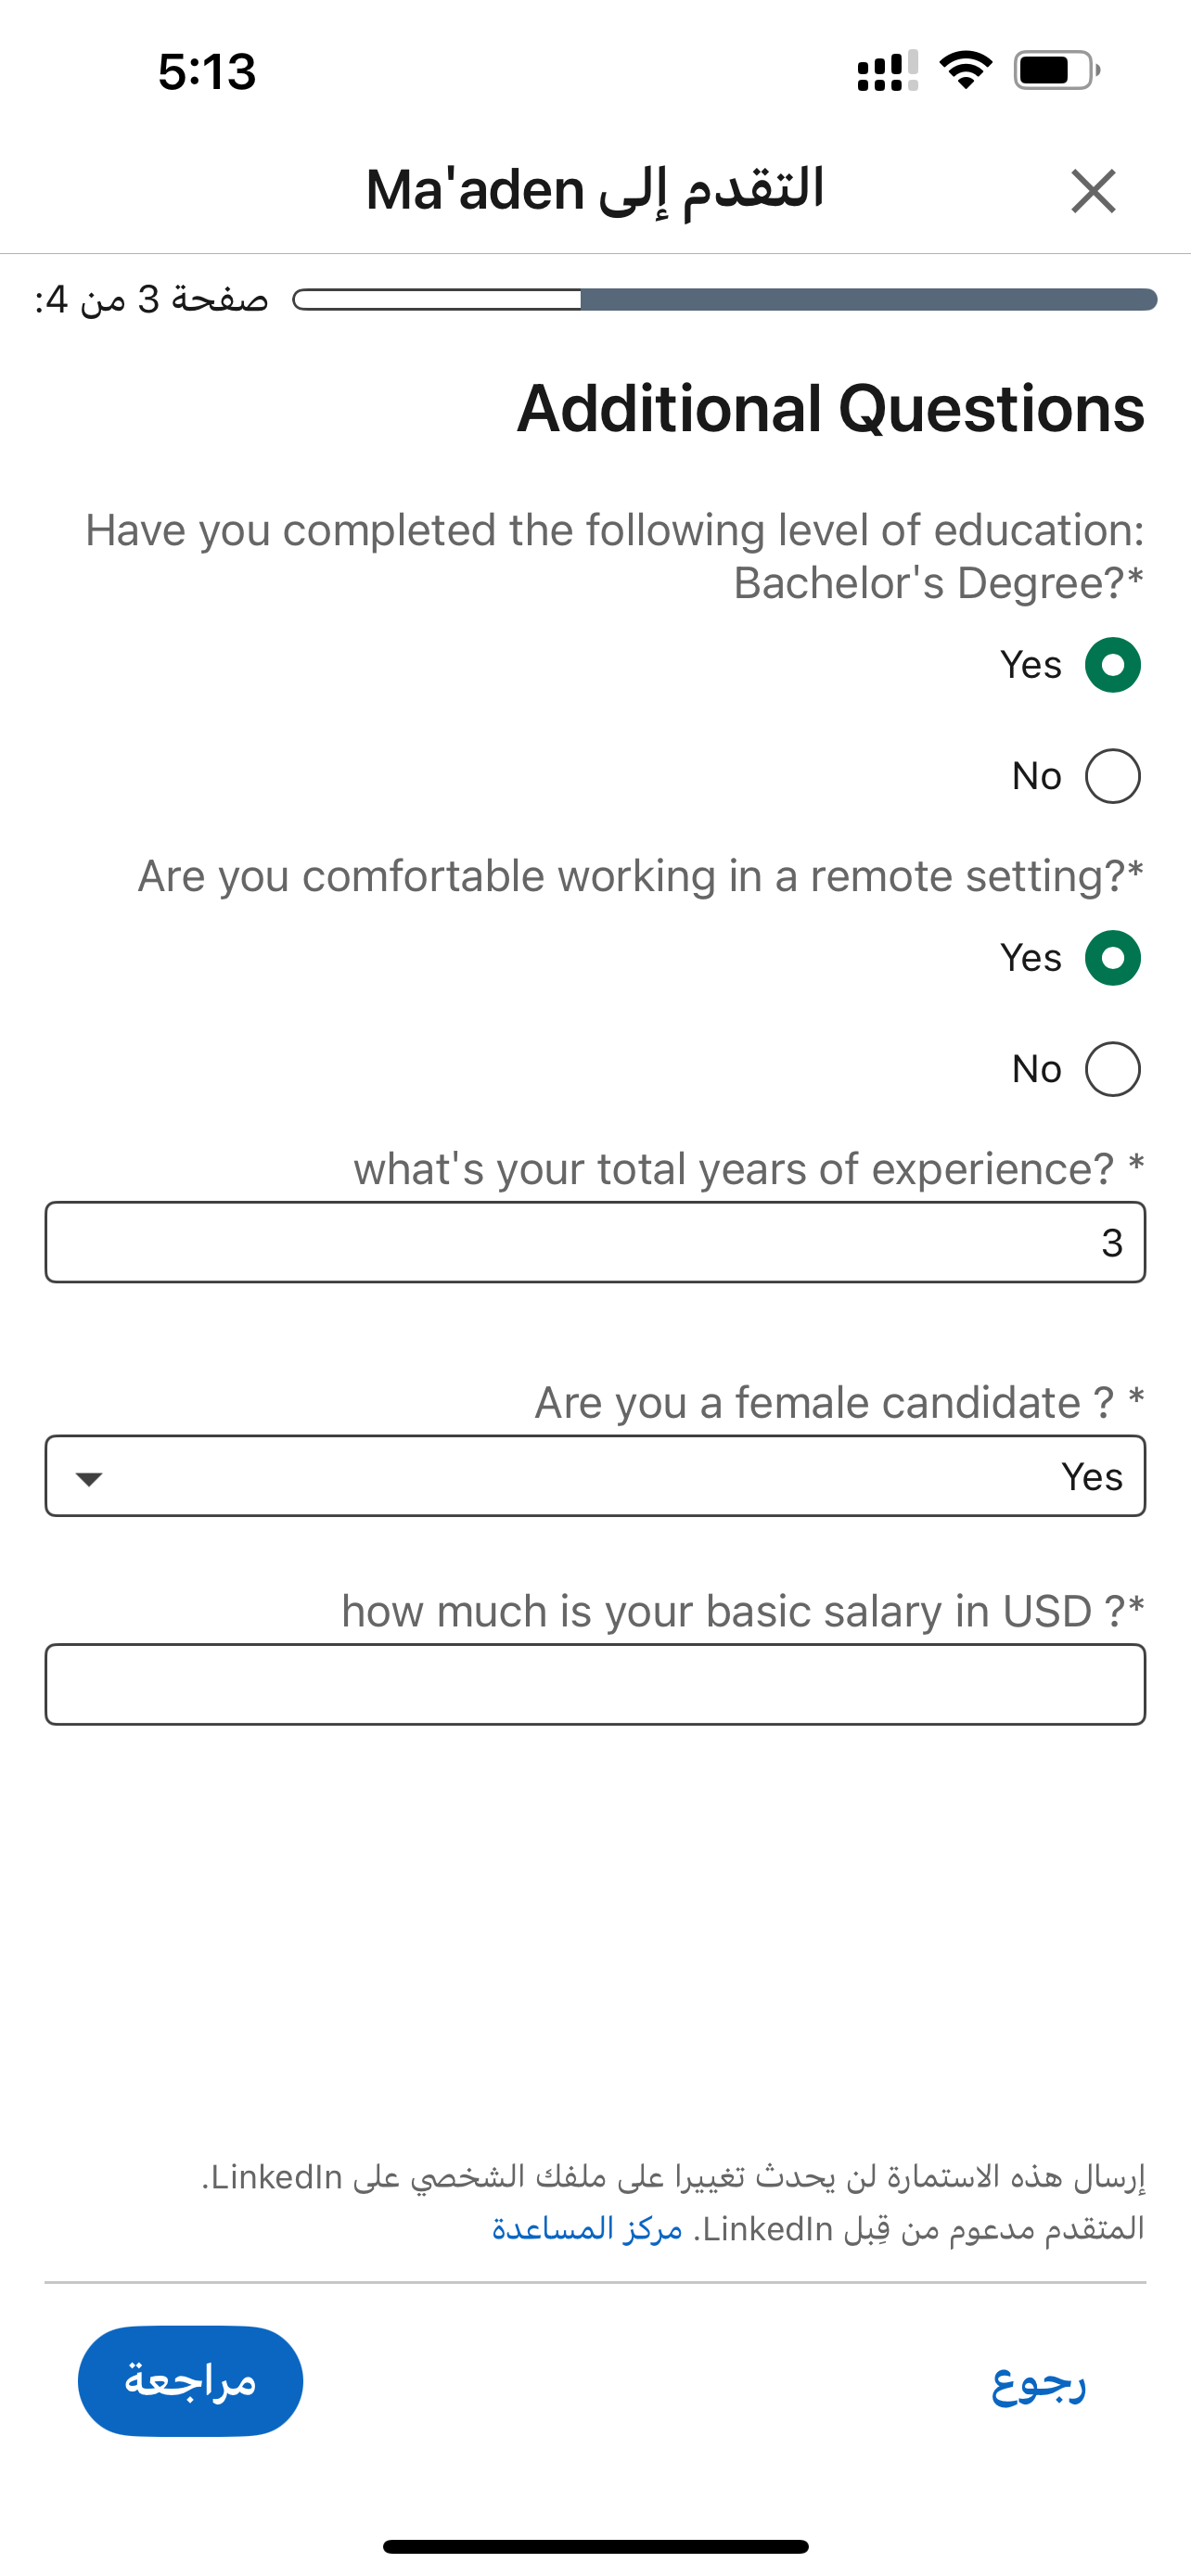 5:13
التقدم إلى Ma'aden
صفحة 3 من 4:
Additional Questions
Have you completed the following level of education:
Bachelor's Degree?*
Yes
No
Are you comfortable working in a remote setting?*
Yes
No
what's your total years of experience? *
3
Are you a female candidate ? *
Yes
how much is your basic salary in USD ?*
إرسال هذه الاستمارة لن يحدث تغييرا على ملفك الشخصي على LinkedIn.
المتقدم مدعوم من قِبل LinkedIn. مركز المساعدة
رجوع
مراجعة